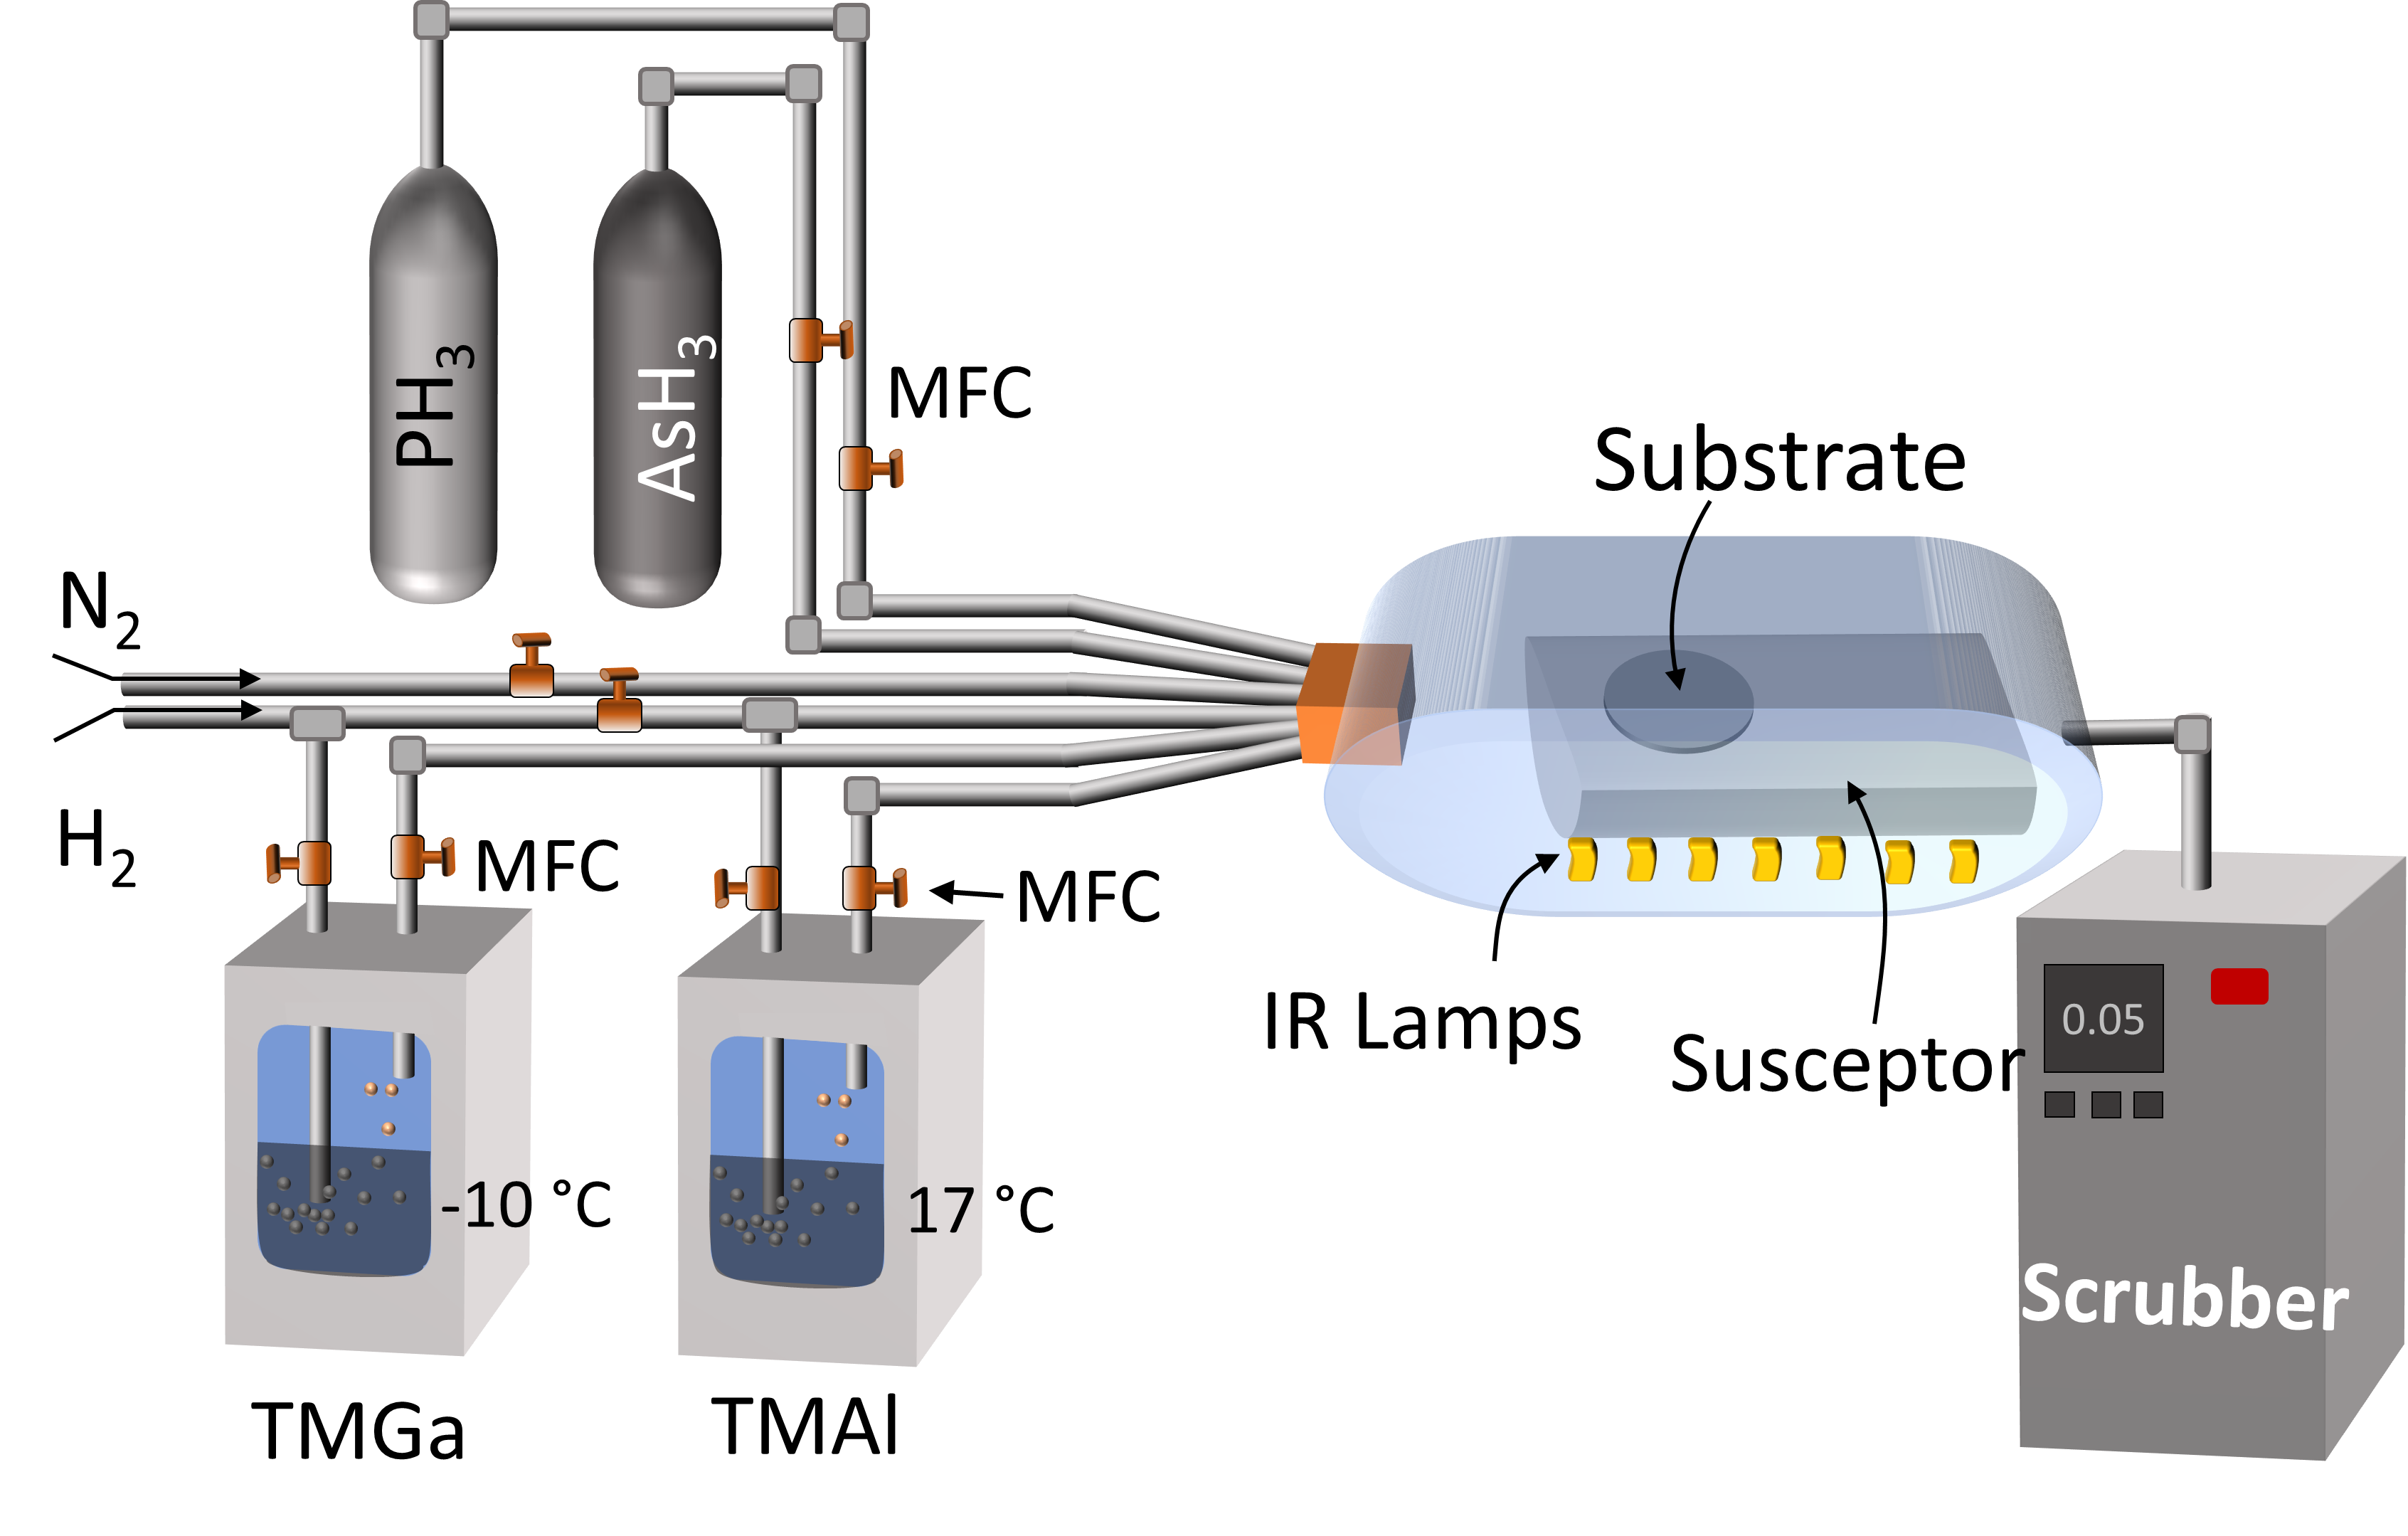 PH₃
AsH₃
MFC
Substrate
N₂
H₂
MFC
MFC
IR Lamps
Susceptor
0.05
-10 °C
17 °C
Scrubber
TMGa
TMAl